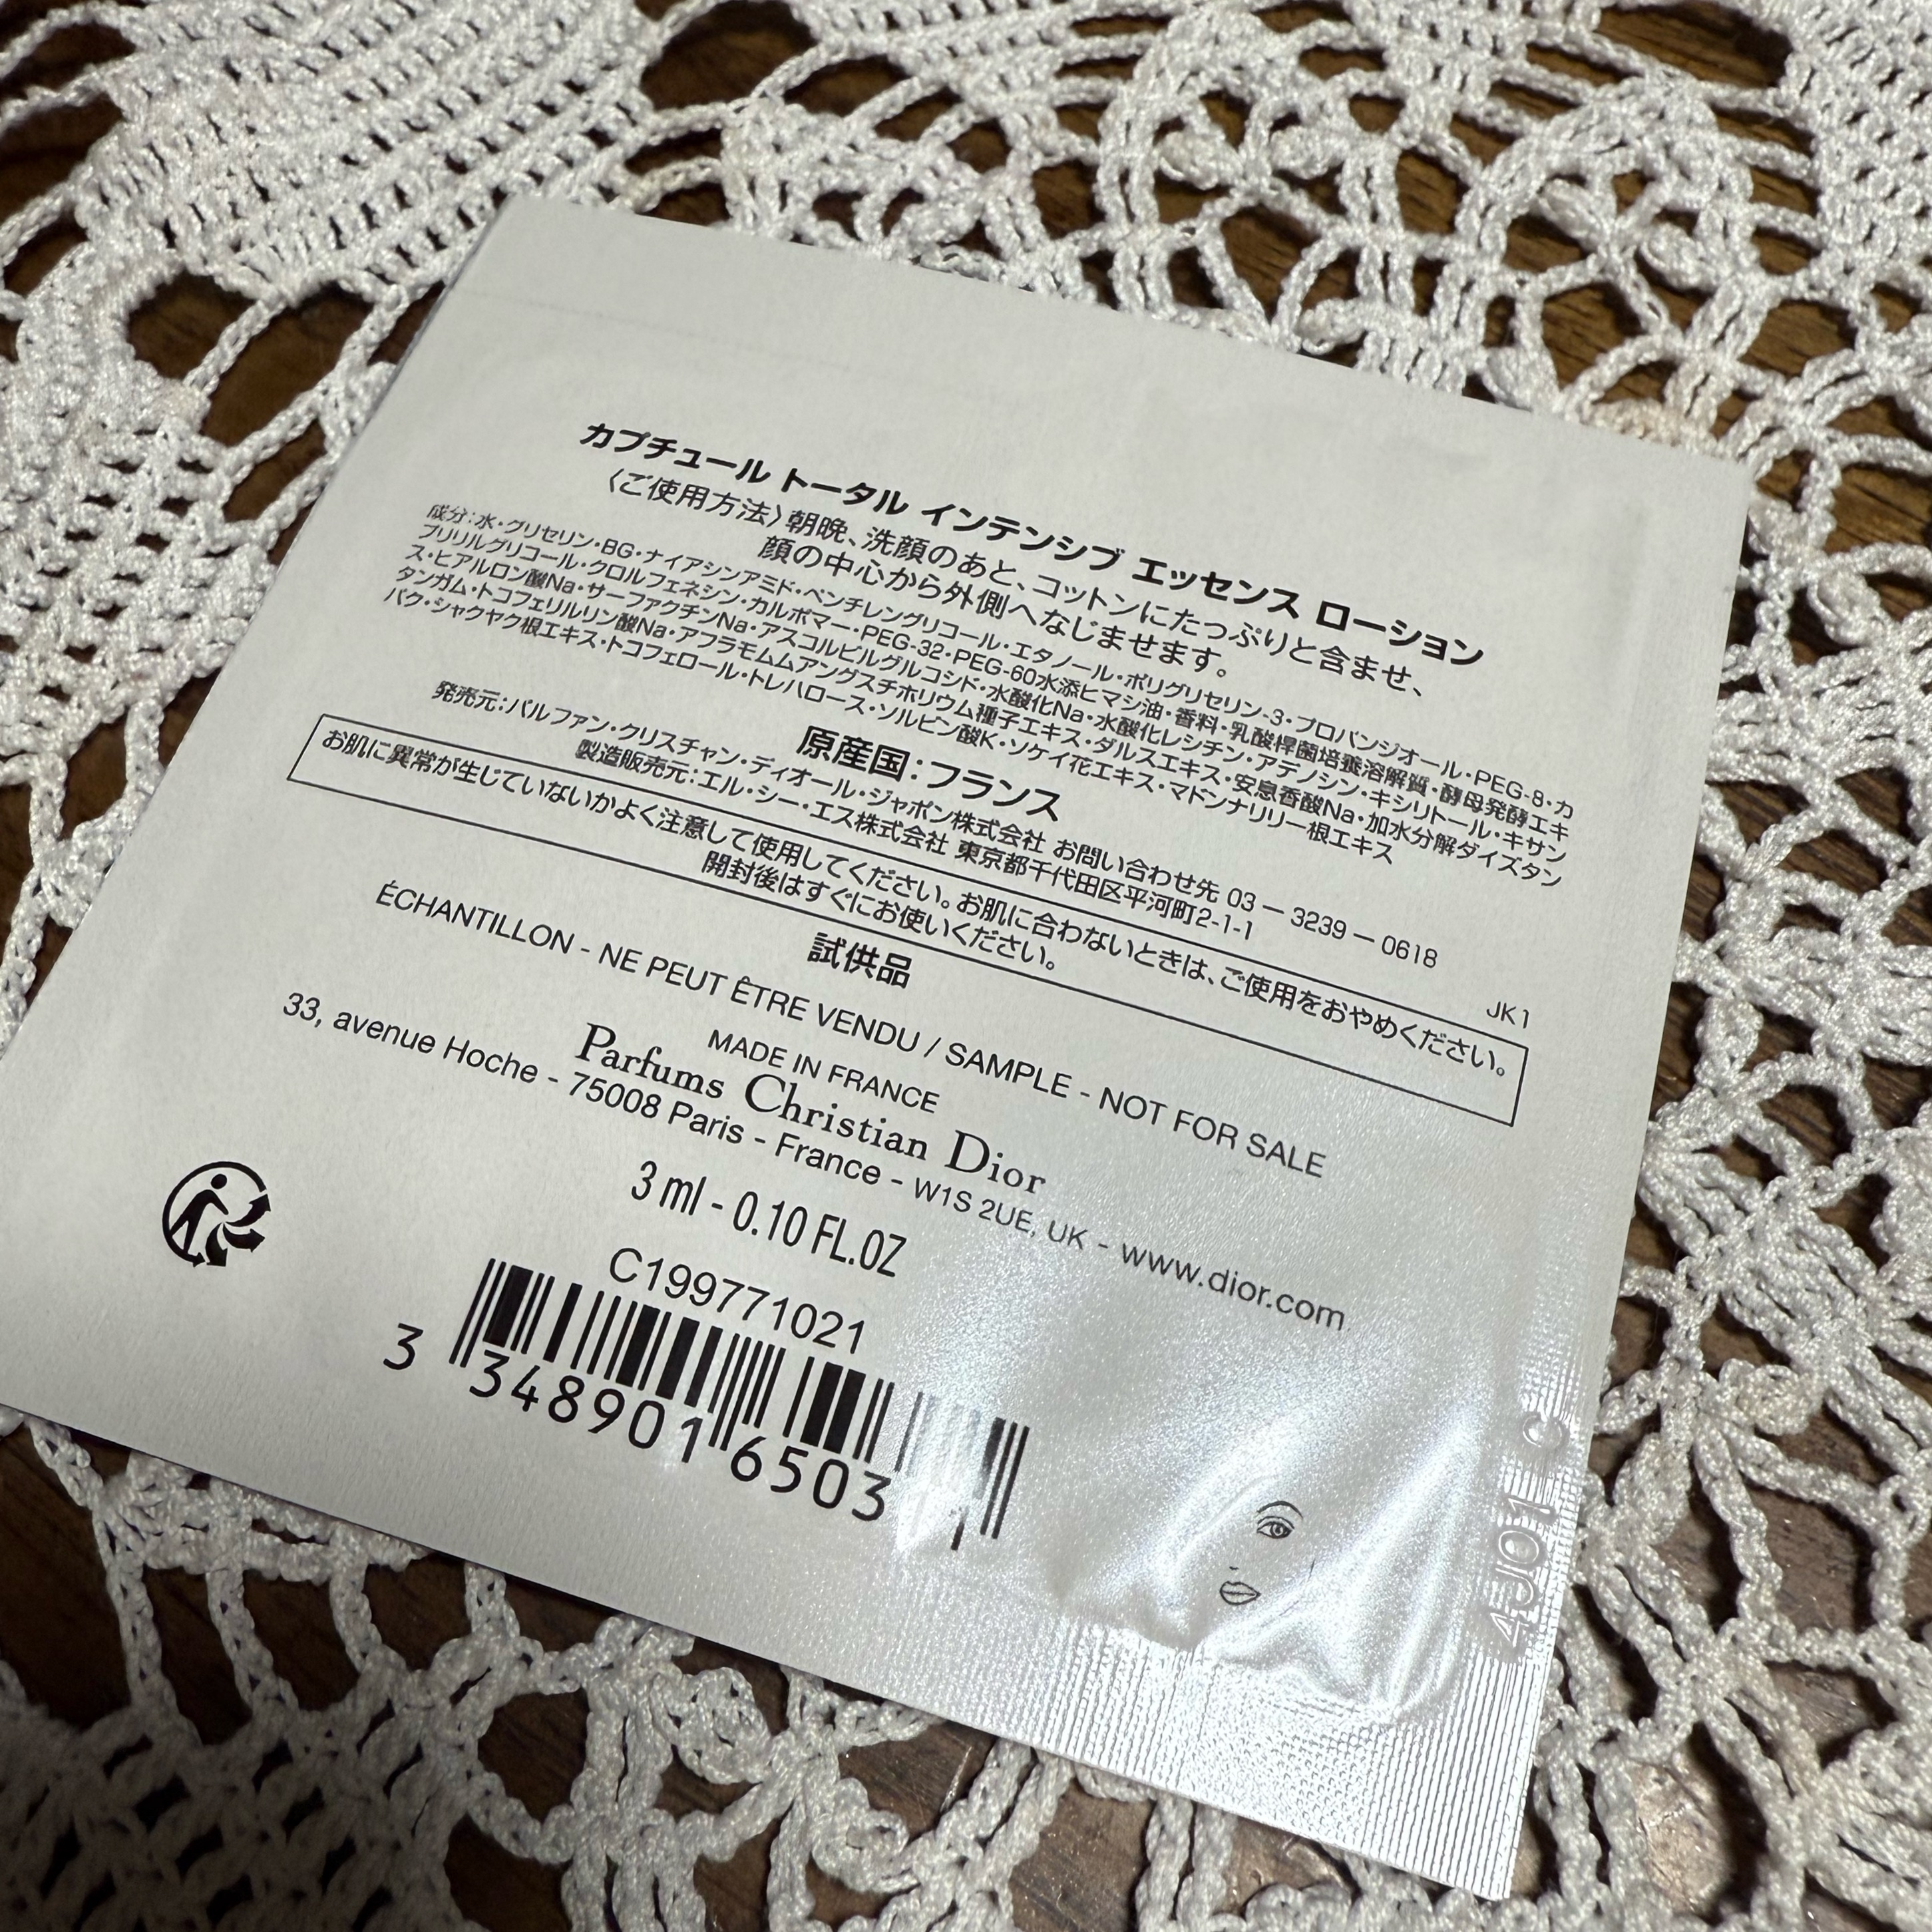 カプチュール トータル インテンシブ エッセンス ローション
〈ご使用方法〉朝晩、洗顔のあと、コットンにたっぷりと含ませ、
顔の中心から外側へなじませます。
成分：水・グリセリン・BG・ナイアシンアミド・ペンチレングリコール・エタノール・ポリグリセリン-3・プロパンジオール・PEG-8・カ
プリリルグリコール・クロルフェネシン・カルボマー・PEG-32・PEG-60水添ヒマシ油・香料・乳酸桿菌培養溶解質・酵母発酵エキ
ス・ヒアルロン酸Na・サーファクチンNa・アスコルビルグルコシド・水酸化Na・水酸化レシチン・アデノシン・キシリトール・キサン
タンガム・トコフェリルリン酸Na・アフラモムムアングスチホリウム種子エキス・ダルスエキス・安息香酸Na・加水分解ダイズタン
パク・シャクヤク根エキス・トコフェロール・トレハロース・ソルビン酸K・ソケイ花エキス・マドンナリリー根エキス
原産国：フランス
発売元：パルファン・クリスチャン・ディオール・ジャポン株式会社 お問い合わせ先 03 − 3239 − 0618
製造販売元：エル・シー・エス株式会社 東京都千代田区平河町2-1-1
JK1
お肌に異常が生じていないかよく注意して使用してください。お肌に合わないときは、ご使用をおやめください。
開封後はすぐにお使いください。
試供品
ÉCHANTILLON - NE PEUT ÊTRE VENDU / SAMPLE - NOT FOR SALE
MADE IN FRANCE
Parfums Christian Dior
33, avenue Hoche - 75008 Paris - France - W1S 2UE, UK - www.dior.com
3 ml - 0.10 FL.OZ
C199771021
3 348901 6503 1
4J01 C